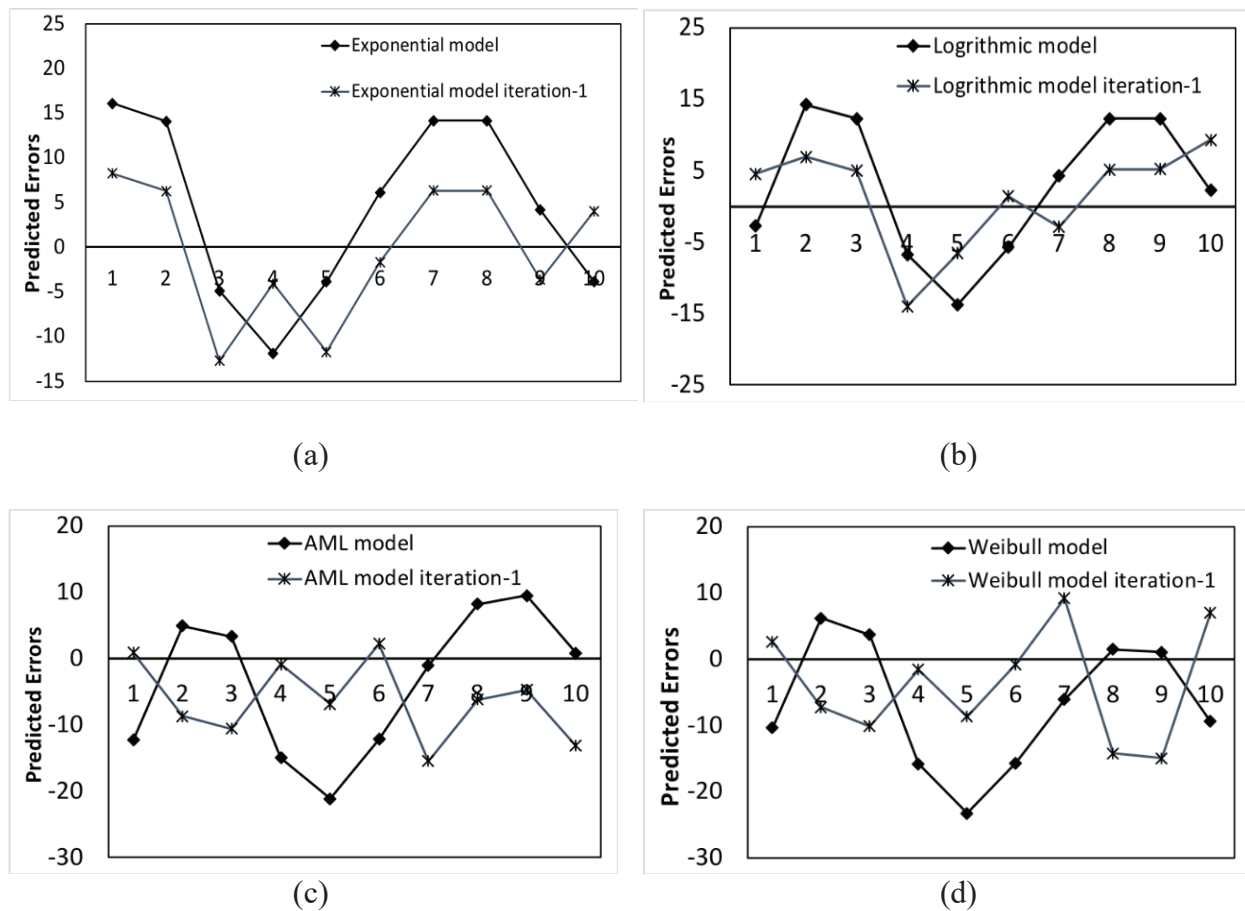 25
20
15
10
5
0
-5
-10
-15
Predicted Errors
Exponential model
Exponential model iteration-1
1 2 3 4 5 6 7 8 9 10
(a)
25
15
5
-5
-15
-25
Predicted Errors
Logrithmic model
Logrithmic model iteration-1
1 2 3 4 5 6 7 8 9 10
(b)
20
10
0
-10
-20
-30
Predicted Errors
AML model
AML model iteration-1
1 2 3 4 5 6 7 8 9 10
(c)
20
10
0
-10
-20
-30
Predicted Errors
Weibull model
Weibull model iteration-1
1 2 3 4 5 6 7 8 9 10
(d)